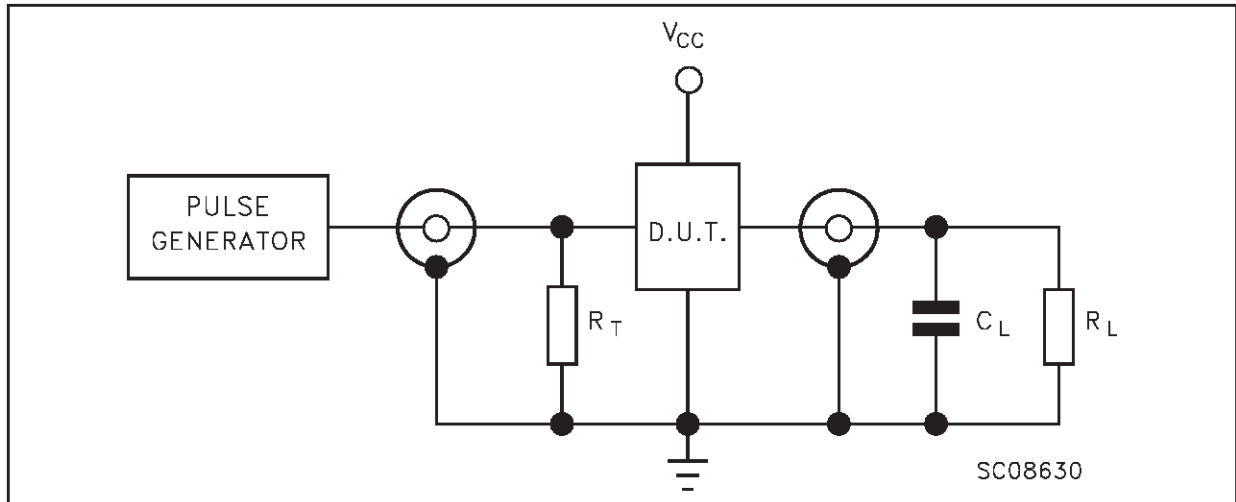 VCC
PULSE
GENERATOR
D.U.T.
RT
CL
RL
SC08630